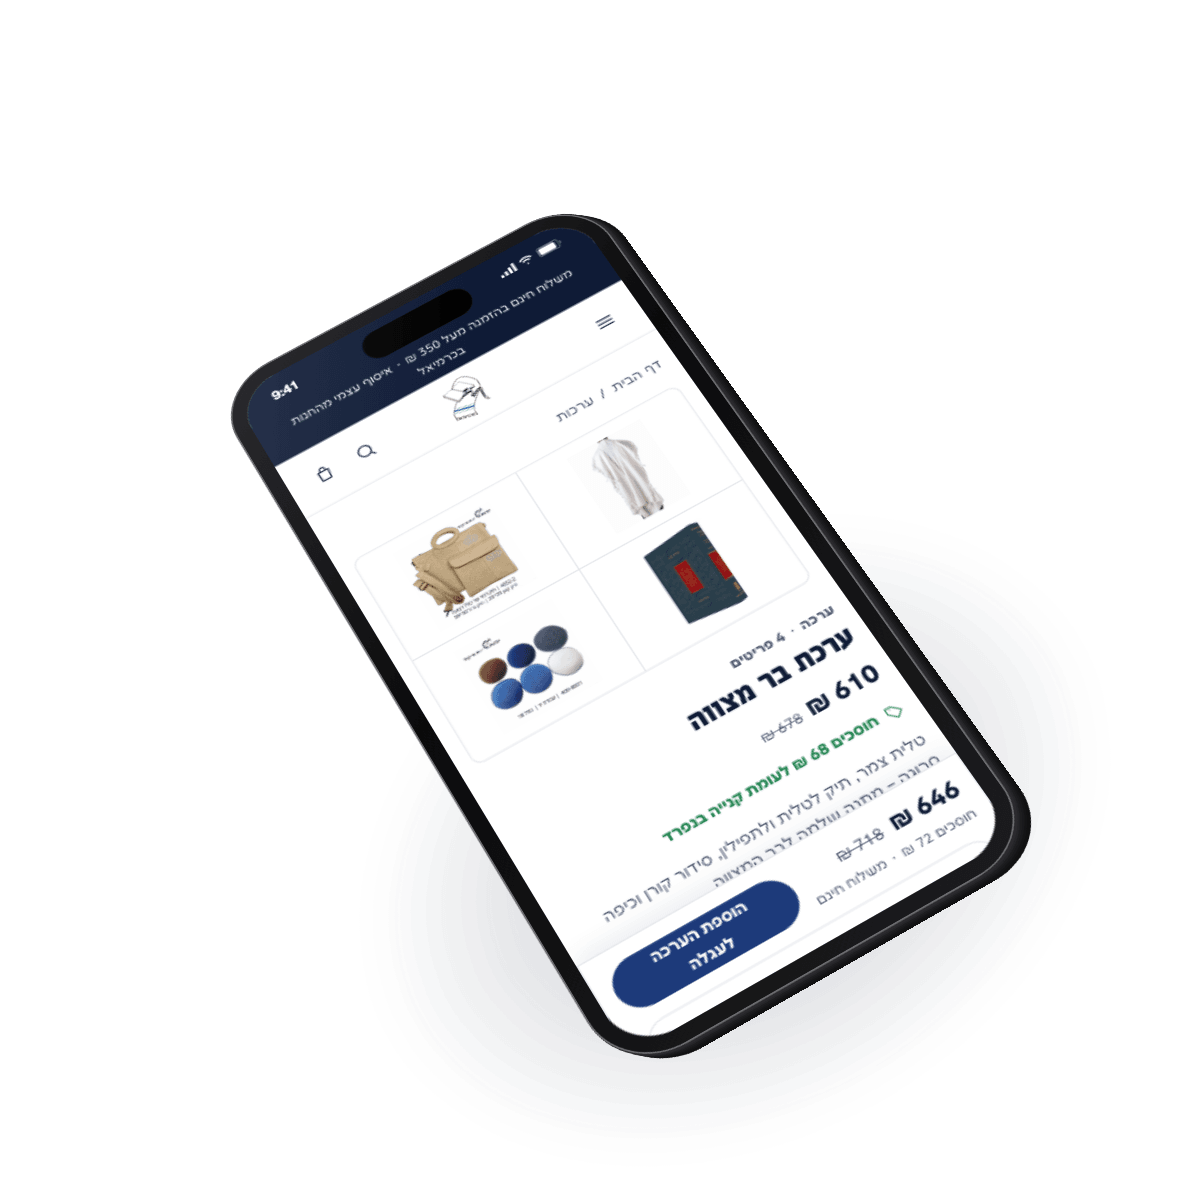 9:41
משלוח חינם בהזמנה מעל 350 ₪ · איסוף עצמי מהחנות
בכרמיאל
דף הבית / ערכות
ערכה · 4 פריטים
ערכת בר מצווה
610 ₪ 678 ₪
חוסכים 68 ₪ לעומת קנייה בנפרד
טלית צמר, תיק לטלית ולתפילין, סידור קורן וכיפה
סרוגה – מתנה שלמה לבר המצווה
646 ₪ 718 ₪
חוסכים 72 ₪ · משלוח חינם
הוספת הערכה
לעגלה